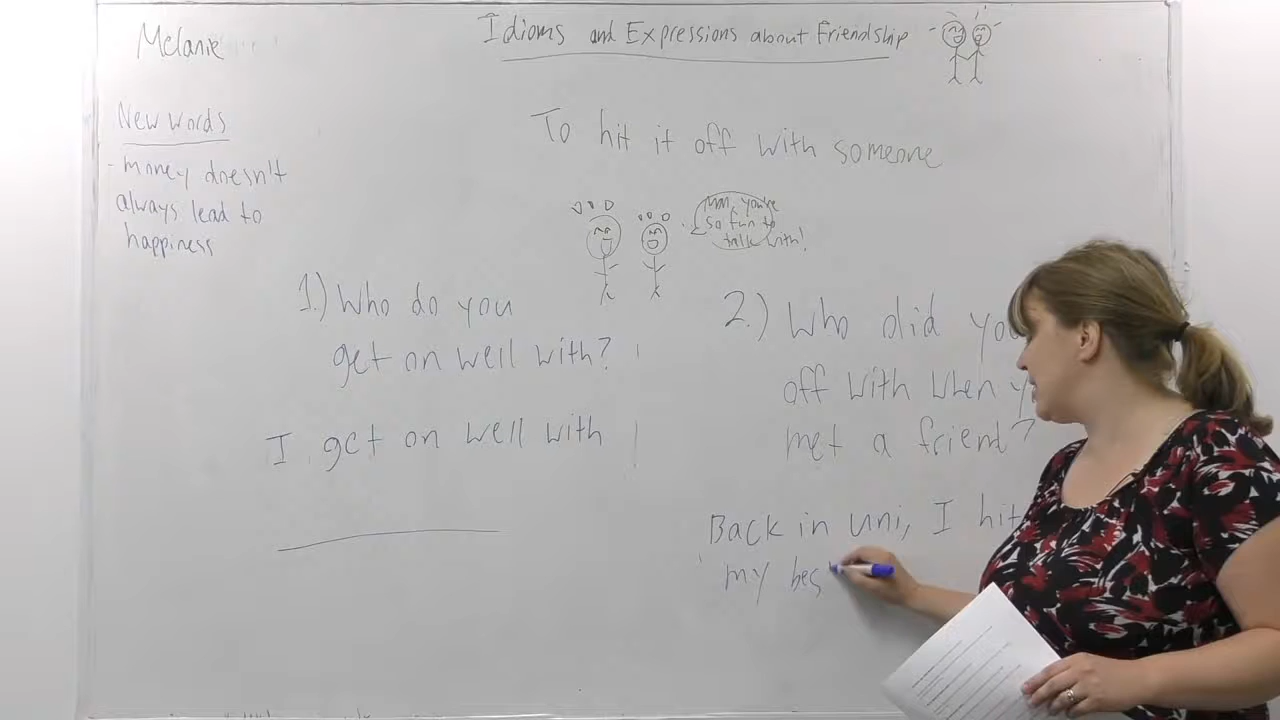 Melanie
Idioms and Expressions about Friendship
New words
- money doesn't
always lead to
happiness
To hit it off with someone
you're
so fun to
talk with!
1.) Who do you
get on well with?
I get on well with
2.) Who did you
off with when y
met a friend?
Back in uni, I hit
my bes